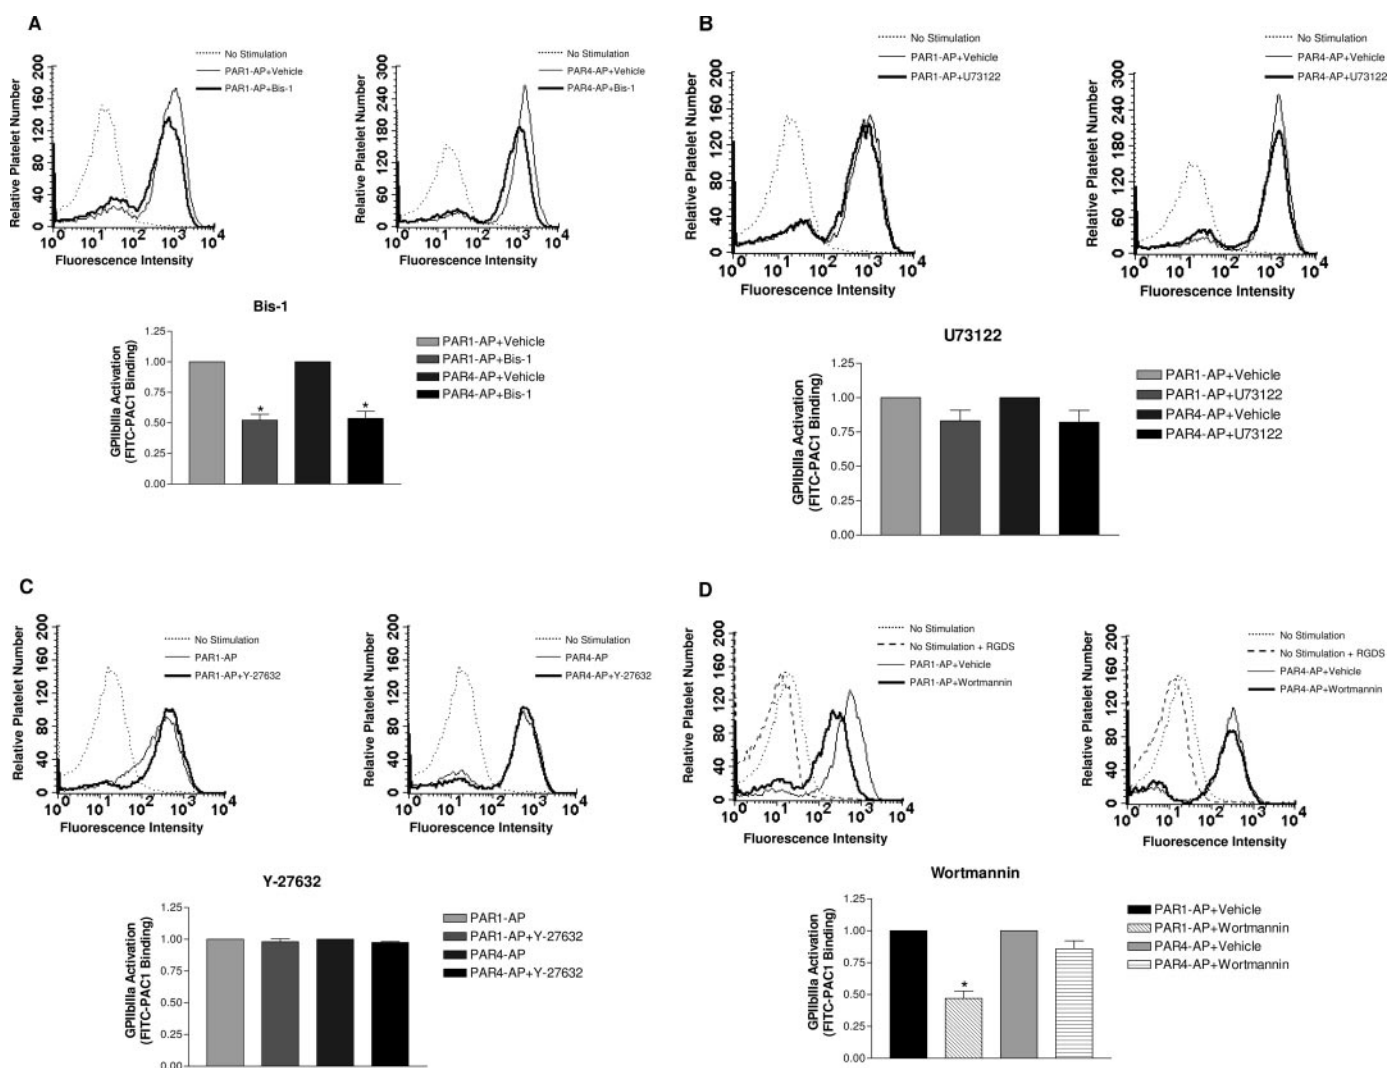 A
No Stimulation
PAR1-AP+Vehicle
PAR1-AP+Bis-1
Relative Platelet Number
200
160
120
80
40
0
10^0 10^1 10^2 10^3 10^4
Fluorescence Intensity
No Stimulation
PAR4-AP+Vehicle
PAR4-AP+Bis-1
Relative Platelet Number
300
240
180
120
60
0
10^0 10^1 10^2 10^3 10^4
Fluorescence Intensity
Bis-1
GPIIbIIIa Activation
(FITC-PAC1 Binding)
1.25
1.00
0.75
0.50
0.25
0.00
* *
PAR1-AP+Vehicle
PAR1-AP+Bis-1
PAR4-AP+Vehicle
PAR4-AP+Bis-1
B
No Stimulation
PAR1-AP+Vehicle
PAR1-AP+U73122
Relative Platelet Number
200
160
120
80
40
0
10^0 10^1 10^2 10^3 10^4
Fluorescence Intensity
No Stimulation
PAR4-AP+Vehicle
PAR4-AP+U73122
Relative Platelet Number
300
240
180
120
60
0
10^0 10^1 10^2 10^3 10^4
Fluorescence Intensity
U73122
GPIIbIIIa Activation
(FITC-PAC1 Binding)
1.25
1.00
0.75
0.50
0.25
0.00
PAR1-AP+Vehicle
PAR1-AP+U73122
PAR4-AP+Vehicle
PAR4-AP+U73122
C
No Stimulation
PAR1-AP
PAR1-AP+Y-27632
Relative Platelet Number
200
160
120
80
40
0
10^0 10^1 10^2 10^3 10^4
Fluorescence Intensity
No Stimulation
PAR4-AP
PAR4-AP+Y-27632
Relative Platelet Number
200
160
120
80
40
0
10^0 10^1 10^2 10^3 10^4
Fluorescence Intensity
Y-27632
GPIIbIIIa Activation
(FITC-PAC1 Binding)
1.25
1.00
0.75
0.50
0.25
0.00
PAR1-AP
PAR1-AP+Y-27632
PAR4-AP
PAR4-AP+Y-27632
D
No Stimulation
No Stimulation + RGDS
PAR1-AP+Vehicle
PAR1-AP+Wortmannin
Relative Platelet Number
200
160
120
80
40
0
10^0 10^1 10^2 10^3 10^4
Fluorescence Intensity
No Stimulation
No Stimulation + RGDS
PAR4-AP+Vehicle
PAR4-AP+Wortmannin
Relative Platelet Number
200
160
120
80
40
0
10^0 10^1 10^2 10^3 10^4
Fluorescence Intensity
Wortmannin
GPIIbIIIa Activation
(FITC-PAC1 Binding)
1.25
1.00
0.75
0.50
0.25
0.00
*
PAR1-AP+Vehicle
PAR1-AP+Wortmannin
PAR4-AP+Vehicle
PAR4-AP+Wortmannin